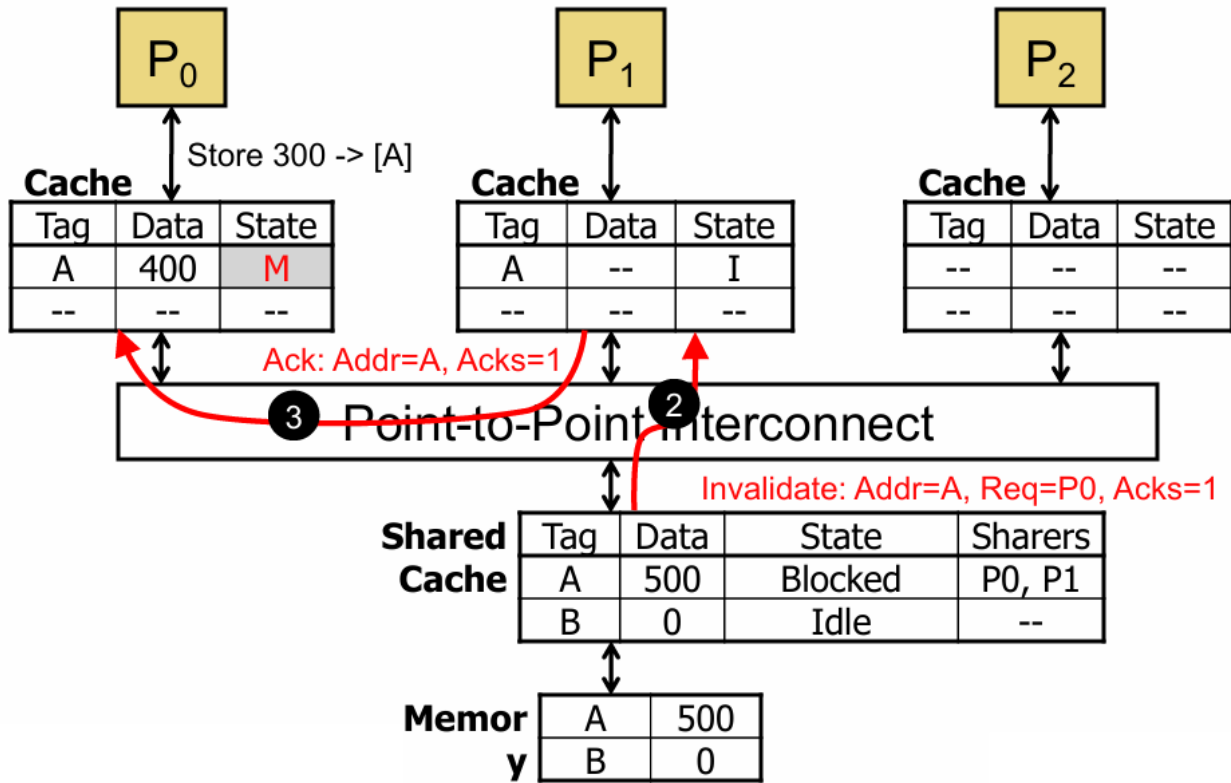 P0 P1 P2
Store 300 -> [A]
Cache Cache Cache
Tag Data State Tag Data State Tag Data State
A 400 M A -- I -- -- --
-- -- -- -- -- -- -- -- --
Ack: Addr=A, Acks=1
3 Point-to-Point Interconnect 2
Invalidate: Addr=A, Req=P0, Acks=1
Shared Tag Data State Sharers
Cache A 500 Blocked P0, P1
B 0 Idle --
Memor A 500
y B 0